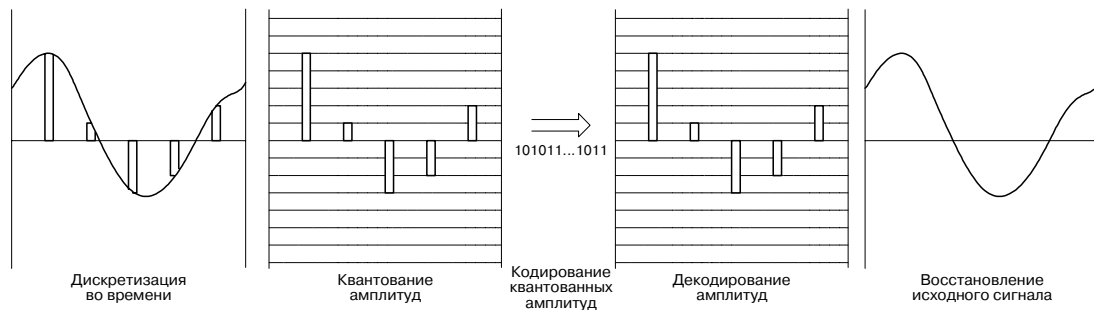 101011...1011
Дискретизация
во времени
Квантование
амплитуд
Кодирование
квантованных
амплитуд
Декодирование
амплитуд
Восстановление
исходного сигнала